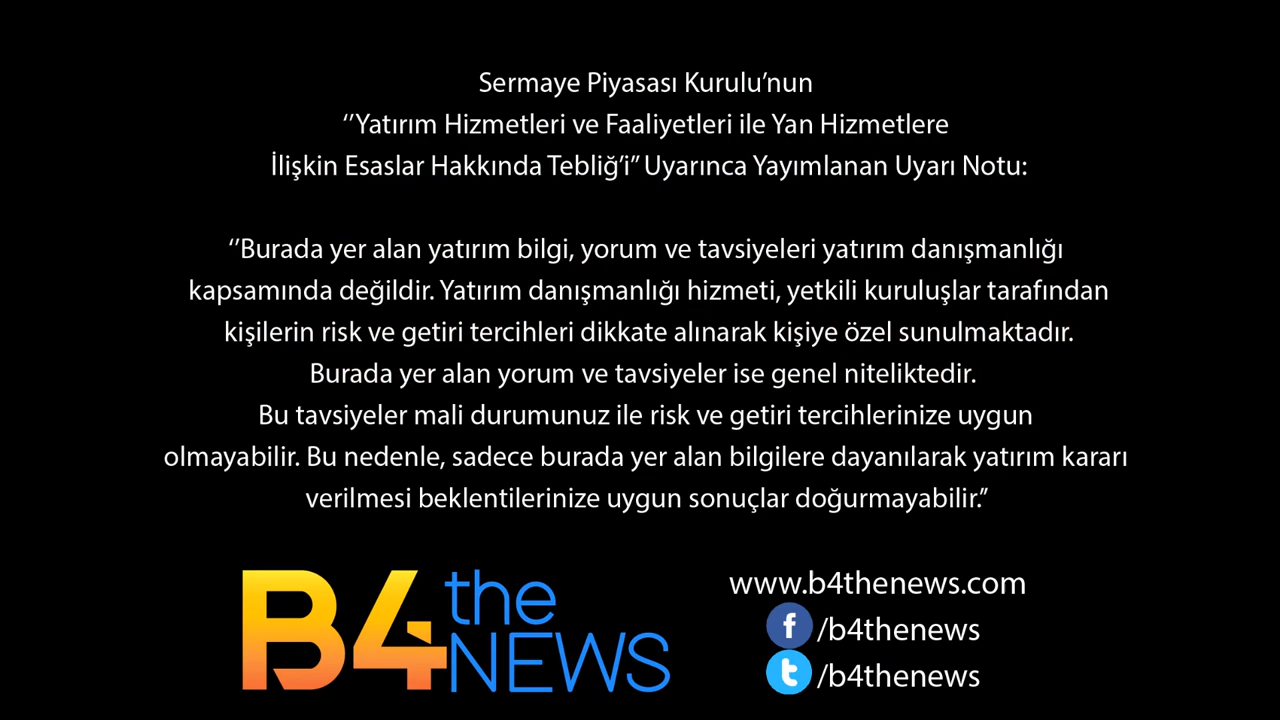 Sermaye Piyasası Kurulu’nun
‘’Yatırım Hizmetleri ve Faaliyetleri ile Yan Hizmetlere
İlişkin Esaslar Hakkında Tebliğ’i’’ Uyarınca Yayımlanan Uyarı Notu:
‘’Burada yer alan yatırım bilgi, yorum ve tavsiyeleri yatırım danışmanlığı
kapsamında değildir. Yatırım danışmanlığı hizmeti, yetkili kuruluşlar tarafından
kişilerin risk ve getiri tercihleri dikkate alınarak kişiye özel sunulmaktadır.
Burada yer alan yorum ve tavsiyeler ise genel niteliktedir.
Bu tavsiyeler mali durumunuz ile risk ve getiri tercihlerinize uygun
olmayabilir. Bu nedenle, sadece burada yer alan bilgilere dayanılarak yatırım kararı
verilmesi beklentilerinize uygun sonuçlar doğurmayabilir.’’
B4 the NEWS
www.b4thenews.com
f /b4thenews
t /b4thenews